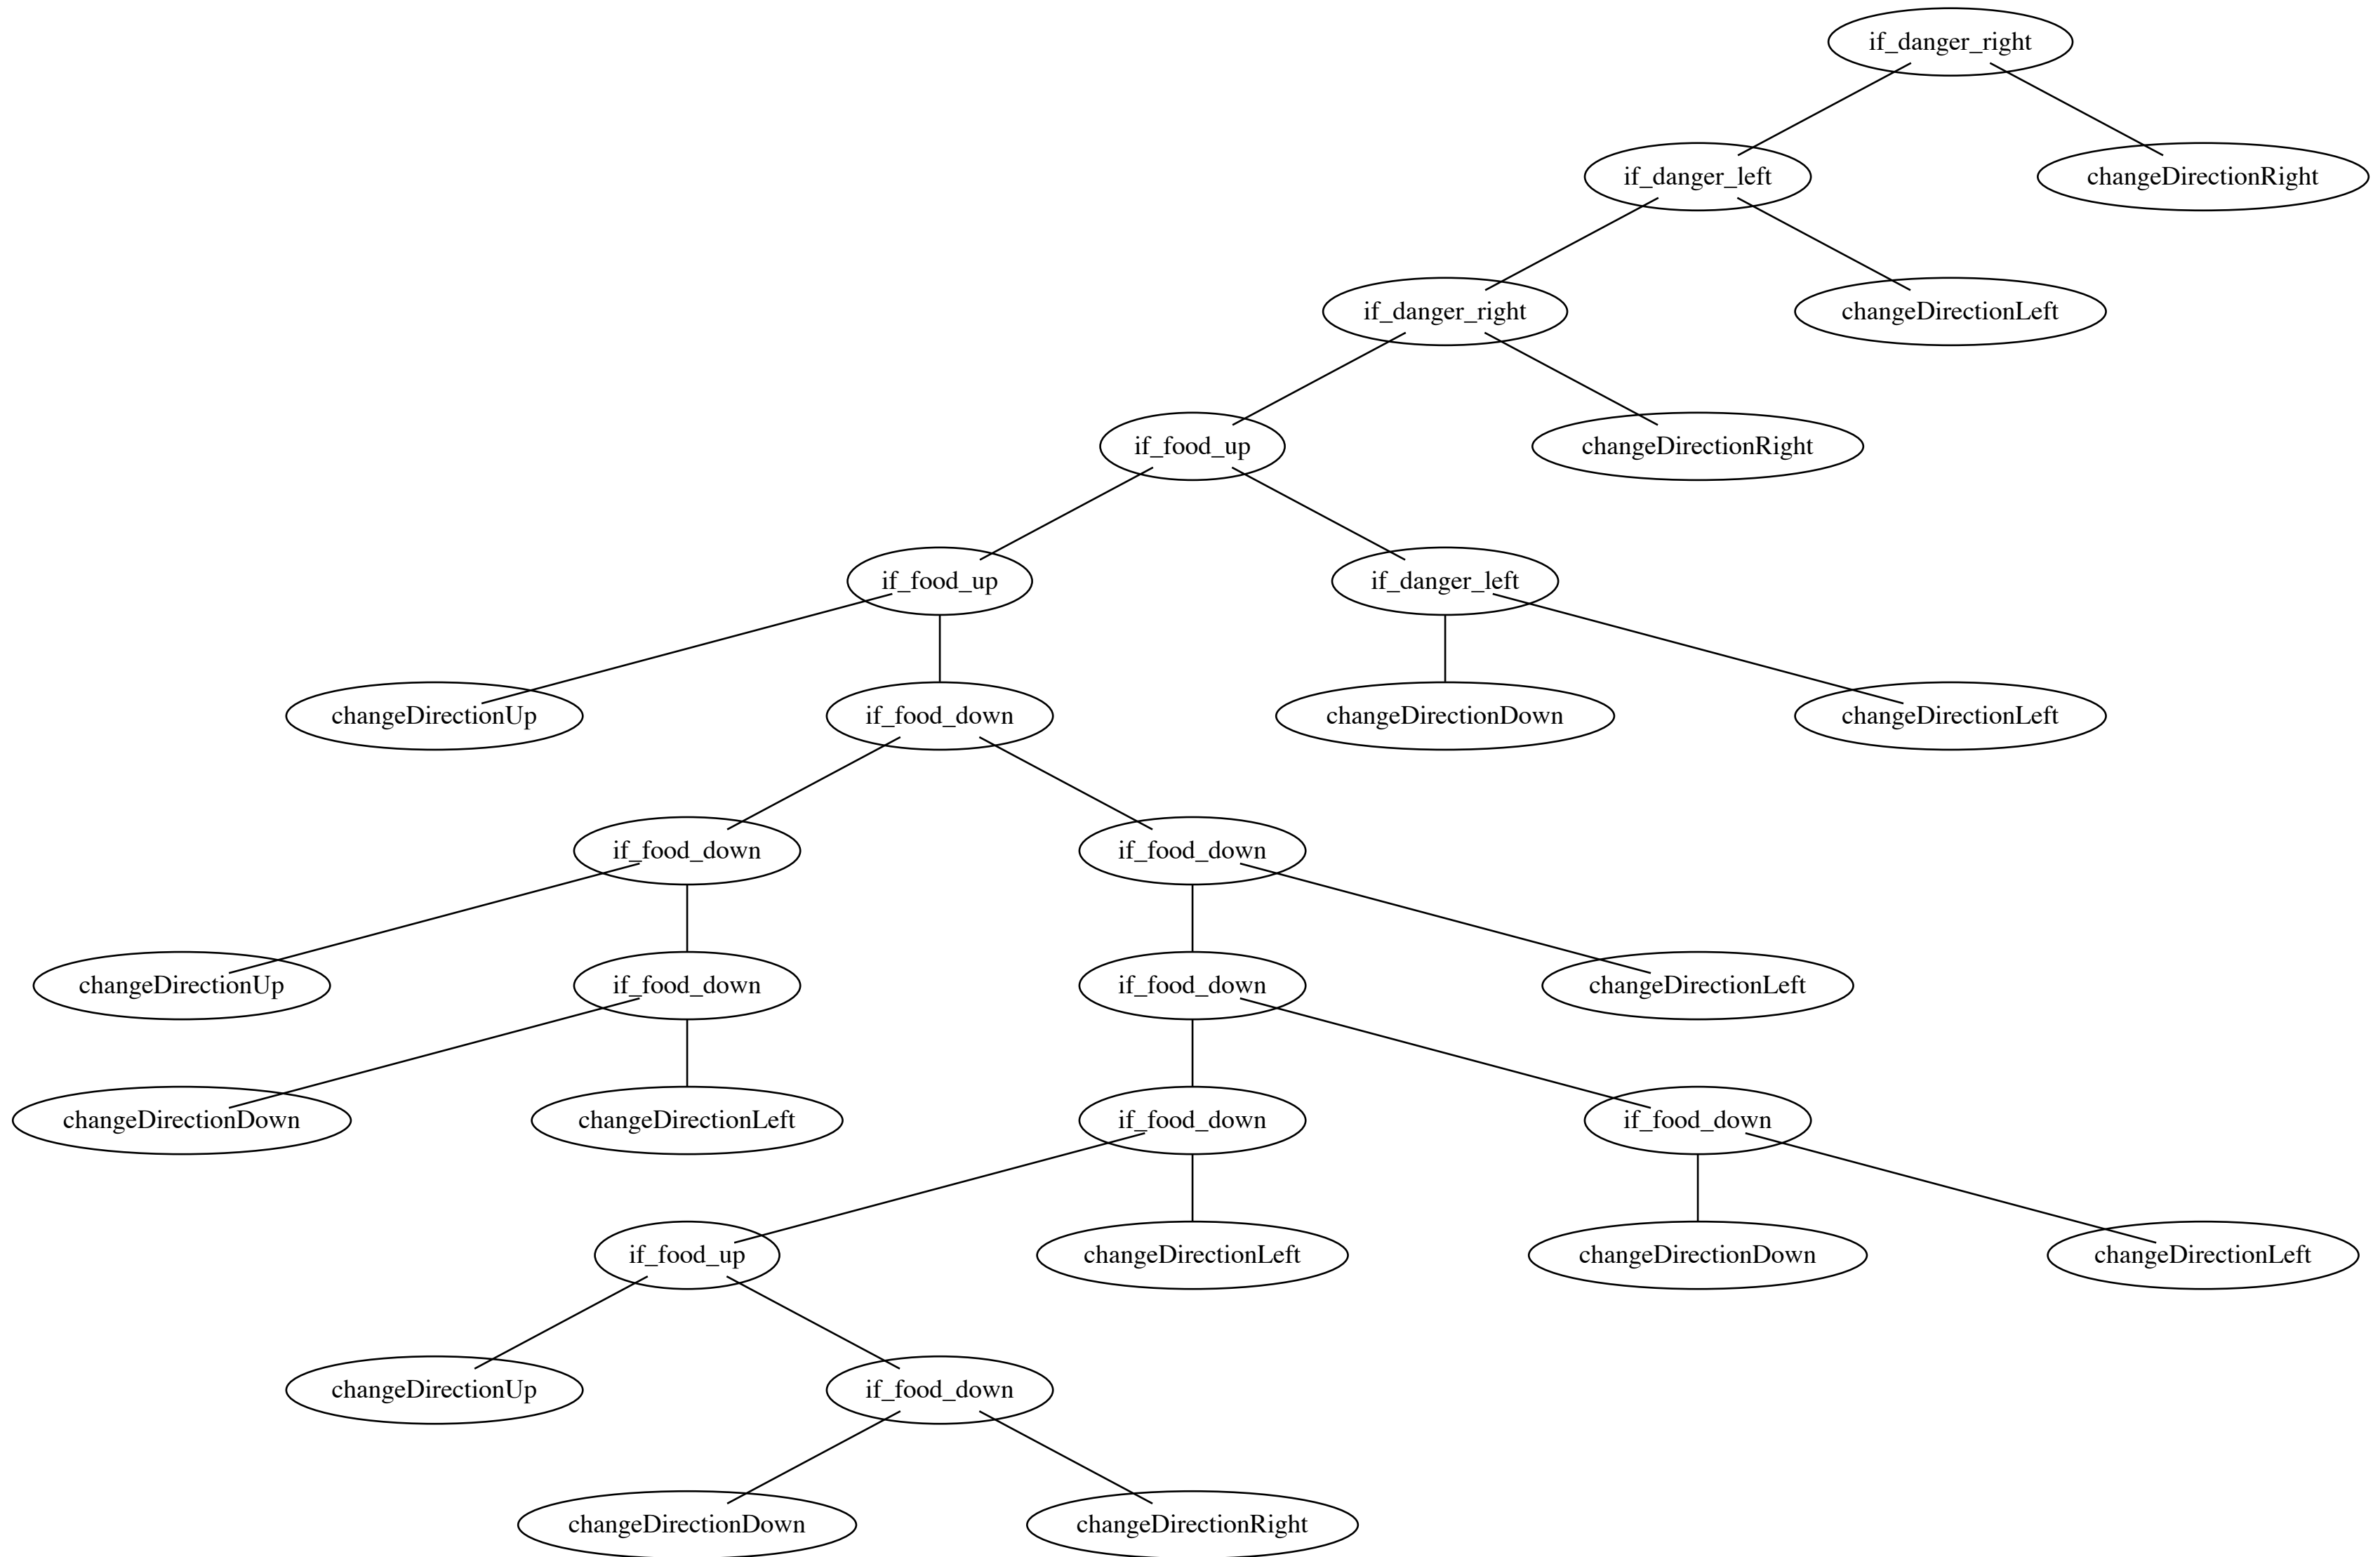 if_danger_right
if_danger_left
changeDirectionRight
if_danger_right
changeDirectionLeft
if_food_up
changeDirectionRight
if_food_up
if_danger_left
changeDirectionUp
if_food_down
changeDirectionDown
changeDirectionLeft
if_food_down
if_food_down
changeDirectionUp
if_food_down
if_food_down
changeDirectionLeft
changeDirectionDown
changeDirectionLeft
if_food_down
if_food_down
if_food_up
changeDirectionLeft
changeDirectionDown
changeDirectionLeft
changeDirectionUp
if_food_down
changeDirectionDown
changeDirectionRight